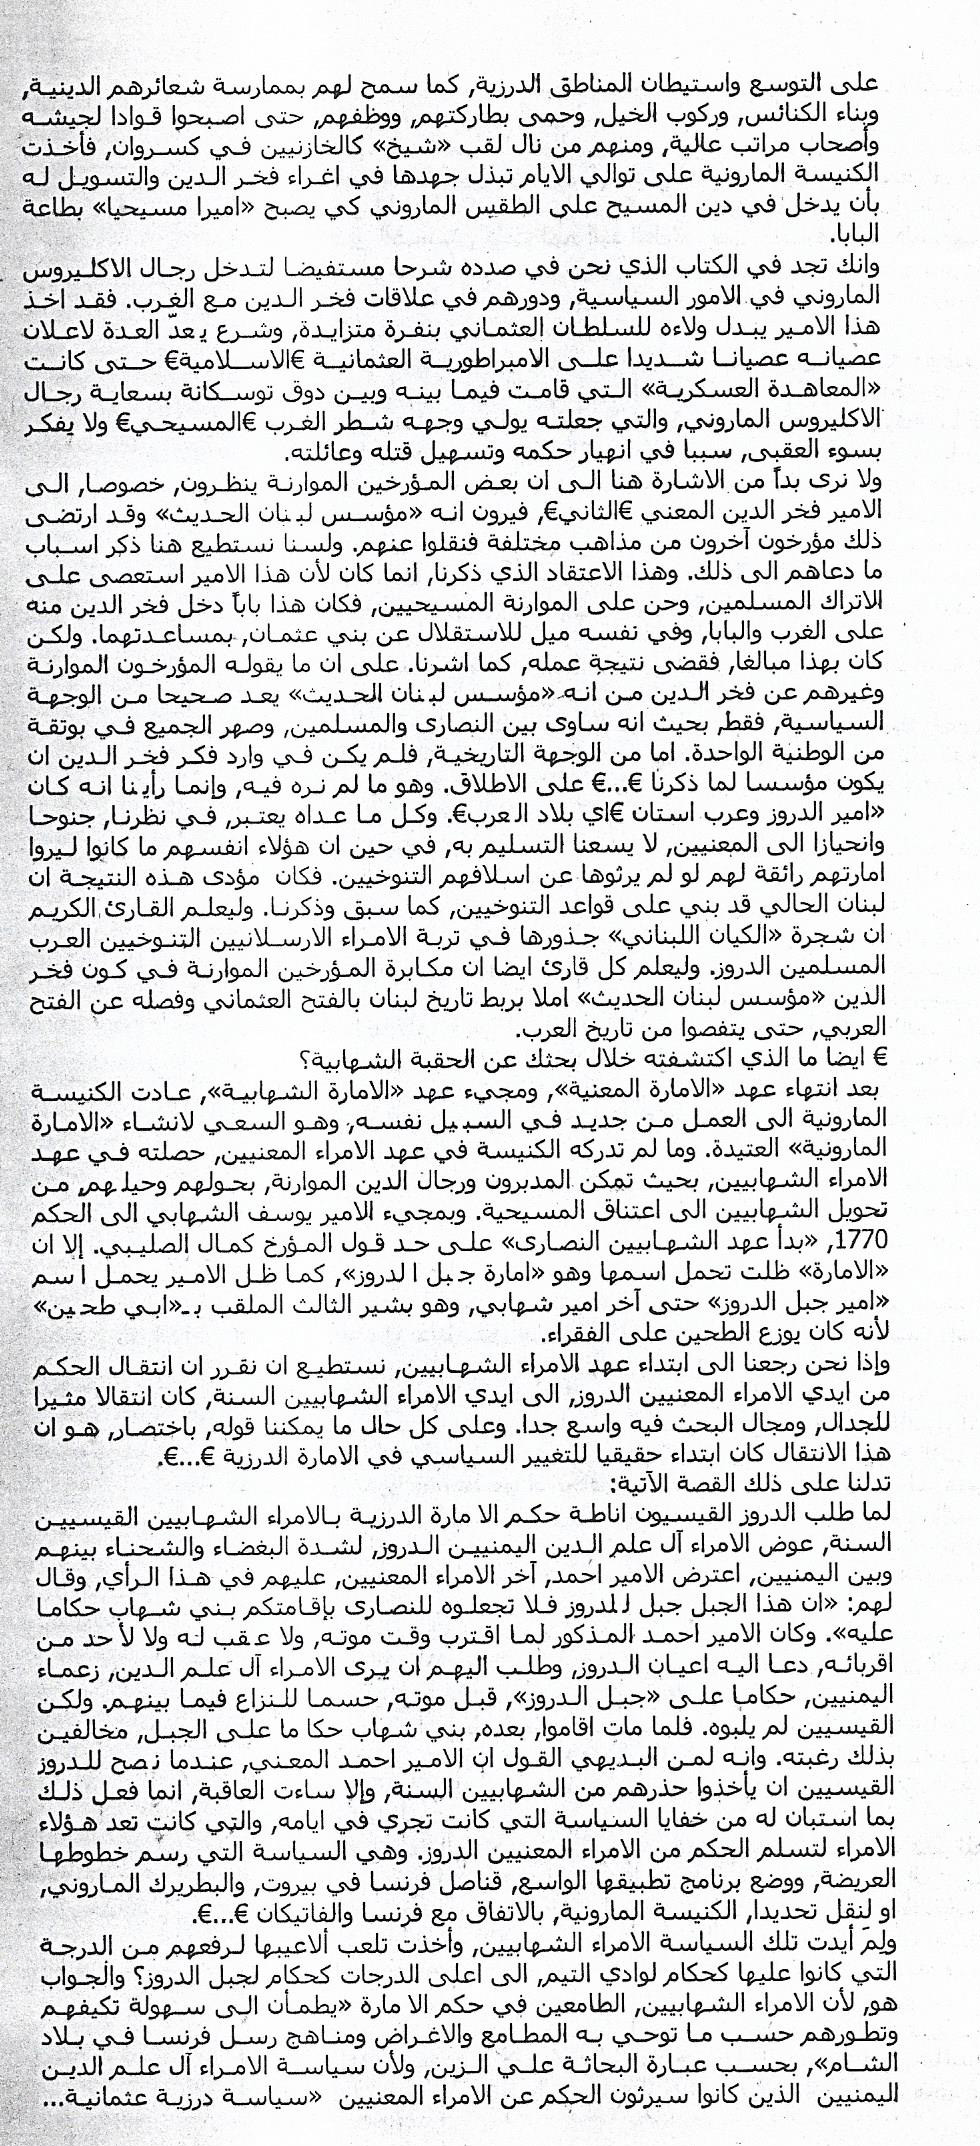 على التوسع واستيطان المناطق الدرزية, كما سمح لهم بممارسة شعائرهم الدينية,
وبناء الكنائس, وركوب الخيل, وحمى بطاركتهم, ووظفهم, حتى اصبحوا قوادا لجيشه
وأصحاب مراتب عالية, ومنهم من نال لقب «شيخ» كالخازنيين في كسروان, فأخذت
الكنيسة المارونية على توالي الايام تبذل جهدها في اغراء فخر الدين والتسويل له
بأن يدخل في دين المسيح على الطقس الماروني كي يصبح «اميرا مسيحيا» بطاعة
البابا.
وانك تجد في الكتاب الذي نحن في صدده شرحا مستفيضا لتدخل رجال الاكليروس
الماروني في الامور السياسية, ودورهم في علاقات فخر الدين مع الغرب. فقد اخذ
هذا الامير يبدل ولاءه للسلطان العثماني بنفرة متزايدة, وشرع يعدّ العدة لاعلان
عصيانه عصيانا شديدا على الامبراطورية العثمانية €الاسلامية€ حتى كانت
«المعاهدة العسكرية» التي قامت فيما بينه وبين دوق توسكانة بسعاية رجال
الاكليروس الماروني, والتي جعلته يولي وجهه شطر الغرب €المسيحي€ ولا يفكر
بسوء العقبى, سببا في انهيار حكمه وتسهيل قتله وعائلته.
ولا نرى بداً من الاشارة هنا الى ان بعض المؤرخين الموارنة ينظرون, خصوصا, الى
الامير فخر الدين المعني €الثاني€, فيرون انه «مؤسس لبنان الحديث» وقد ارتضى
ذلك مؤرخون آخرون من مذاهب مختلفة فنقلوا عنهم. ولسنا نستطيع هنا ذكر اسباب
ما دعاهم الى ذلك. وهذا الاعتقاد الذي ذكرنا, انما كان لأن هذا الامير استعصى على
الاتراك المسلمين, وحن على الموارنة المسيحيين, فكان هذا باباً دخل فخر الدين منه
على الغرب والبابا, وفي نفسه ميل للاستقلال عن بني عثمان, بمساعدتهما. ولكن
كان بهذا مبالغا, فقضى نتيجة عمله, كما اشرنا. على ان ما يقوله المؤرخون الموارنة
وغيرهم عن فخر الدين من انه «مؤسس لبنان الحديث» يعد صحيحا من الوجهة
السياسية, فقط, بحيث انه ساوى بين النصارى والمسلمين, وصهر الجميع في بوتقة
من الوطنية الواحدة. اما من الوجهة التاريخية, فلم يكن في وارد فكر فخر الدين ان
يكون مؤسسا لما ذكرنا €...€ على الاطلاق. وهو ما لم نره فيه, وإنما رأينا انه كان
«امير الدروز وعرب استان €اي بلاد العرب€. وكل ما عداه يعتبر, في نظرنا, جنوحا
وانحيازا الى المعنيين, لا يسعنا التسليم به, في حين ان هؤلاء انفسهم ما كانوا ليروا
امارتهم رائقة لهم لو لم يرثوها عن اسلافهم التنوخيين. فكان مؤدى هذه النتيجة ان
لبنان الحالي قد بني على قواعد التنوخيين, كما سبق وذكرنا. وليعلم القارئ الكريم
ان شجرة «الكيان اللبناني» جذورها في تربة الامراء الارسلانيين التنوخيين العرب
المسلمين الدروز. وليعلم كل قارئ ايضا ان مكابرة المؤرخين الموارنة في كون فخر
الدين «مؤسس لبنان الحديث» املا بربط تاريخ لبنان بالفتح العثماني وفصله عن الفتح
العربي, حتى يتفصوا من تاريخ العرب.
€ ايضا ما الذي اكتشفته خلال بحثك عن الحقبة الشهابية؟
بعد انتهاء عهد «الامارة المعنية», ومجيء عهد «الامارة الشهابية», عادت الكنيسة
المارونية الى العمل من جديد في السبيل نفسه, وهو السعي لانشاء «الامارة
المارونية» العتيدة. وما لم تدركه الكنيسة في عهد الامراء المعنيين, حصلته في عهد
الامراء الشهابيين, بحيث تمكن المدبرون ورجال الدين الموارنة, بحولهم وحيلهم, من
تحويل الشهابيين الى اعتناق المسيحية. وبمجيء الامير يوسف الشهابي الى الحكم
1770, «بدأ عهد الشهابيين النصارى» على حد قول المؤرخ كمال الصليبي. إلا ان
«الامارة» ظلت تحمل اسمها وهو «امارة جبل الدروز», كما ظل الامير يحمل اسم
«امير جبل الدروز» حتى آخر امير شهابي, وهو بشير الثالث الملقب بـ«ابي طحين»
لأنه كان يوزع الطحين على الفقراء.
وإذا نحن رجعنا الى ابتداء عهد الامراء الشهابيين, نستطيع ان نقرر ان انتقال الحكم
من ايدي الامراء المعنيين الدروز, الى ايدي الامراء الشهابيين السنة, كان انتقالا مثيرا
للجدال, ومجال البحث فيه واسع جدا. وعلى كل حال ما يمكننا قوله, باختصار, هو ان
هذا الانتقال كان ابتداء حقيقيا للتغيير السياسي في الامارة الدرزية €...€.
تدلنا على ذلك القصة الآتية:
لما طلب الدروز القيسيون اناطة حكم الامارة الدرزية بالامراء الشهابيين القيسيين
السنة, عوض الامراء آل علم الدين اليمنيين الدروز, لشدة البغضاء والشحناء بينهم
وبين اليمنيين, اعترض الامير احمد, آخر الامراء المعنيين, عليهم في هذا الرأي, وقال
لهم: «ان هذا الجبل جبل للدروز فلا تجعلوه للنصارى بإقامتكم بني شهاب حكاما
عليه». وكان الامير احمد المذكور لما اقترب وقت موته, ولا عقب له ولا لأحد من
اقربائه, دعا اليه اعيان الدروز, وطلب اليهم ان يرى الامراء آل علم الدين, زعماء
اليمنيين, حكاما على «جبل الدروز», قبل موته, حسما للنزاع فيما بينهم. ولكن
القيسيين لم يلبوه. فلما مات اقاموا, بعده, بني شهاب حكاما على الجبل, مخالفين
بذلك رغبته. وانه لمن البديهي القول ان الامير احمد المعني, عندما نصح للدروز
القيسيين ان يأخذوا حذرهم من الشهابيين السنة, وإلا ساءت العاقبة, انما فعل ذلك
بما استبان له من خفايا السياسة التي كانت تجري في ايامه, والتي كانت تعد هؤلاء
الامراء لتسلم الحكم من الامراء المعنيين الدروز. وهي السياسة التي رسم خطوطها
العريضة, ووضع برنامج تطبيقها الواسع, قناصل فرنسا في بيروت, والبطريرك الماروني,
او لنقل تحديدا, الكنيسة المارونية, بالاتفاق مع فرنسا والفاتيكان €...€.
ولمَ أيدت تلك السياسة الامراء الشهابيين, وأخذت تلعب ألاعيبها لرفعهم من الدرجة
التي كانوا عليها كحكام لوادي التيم, الى اعلى الدرجات كحكام لجبل الدروز؟ والجواب
هو, لأن الامراء الشهابيين, الطامعين في حكم الامارة «يطمأن الى سهولة تكيفهم
وتطورهم حسب ما توحي به المطامع والاغراض ومناهج رسل فرنسا في بلاد
الشام», بحسب عبارة البحاثة علي الزين, ولأن سياسة الامراء آل علم الدين
اليمنيين الذين كانوا سيرثون الحكم عن الامراء المعنيين «سياسة درزية عثمانية...